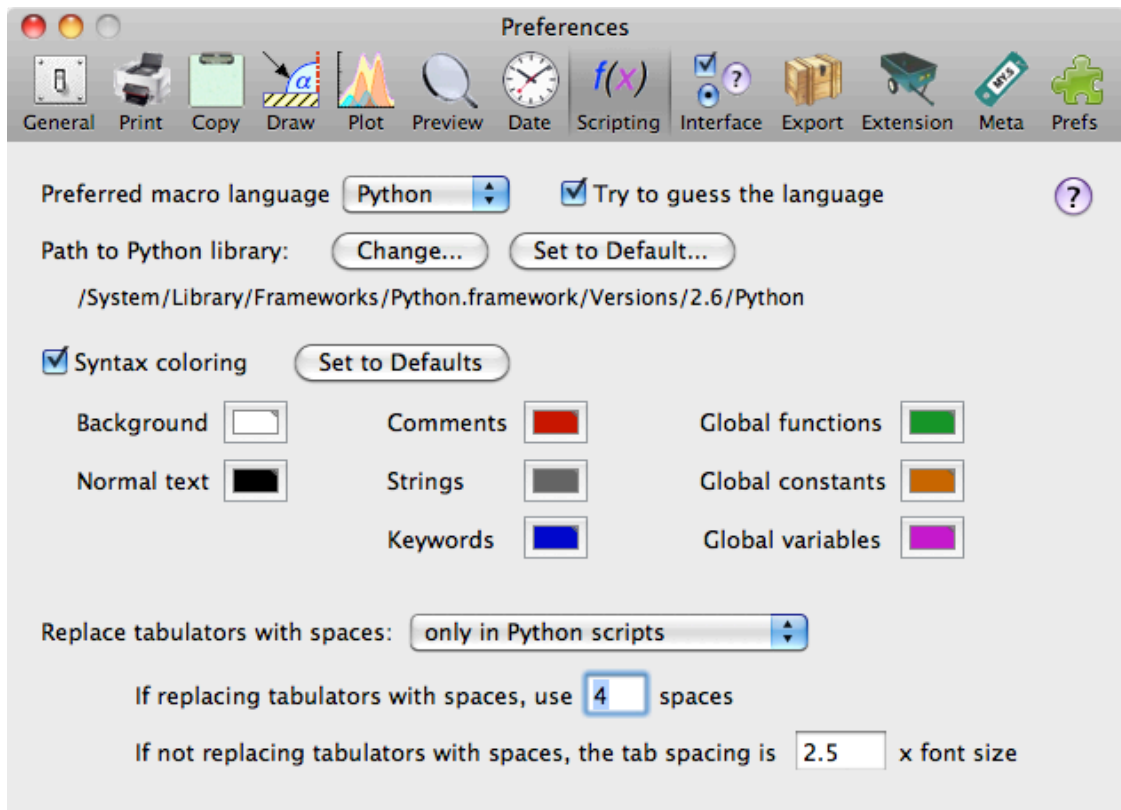 Preferences
General Print Copy Draw Plot Preview Date Scripting Interface Export Extension Meta Prefs
α f(x) ? MY.S
Preferred macro language Python Try to guess the language ?
Path to Python library: Change... Set to Default...
/System/Library/Frameworks/Python.framework/Versions/2.6/Python
Syntax coloring Set to Defaults
Background Comments Global functions
Normal text Strings Global constants
Keywords Global variables
Replace tabulators with spaces: only in Python scripts
If replacing tabulators with spaces, use 4 spaces
If not replacing tabulators with spaces, the tab spacing is 2.5 x font size